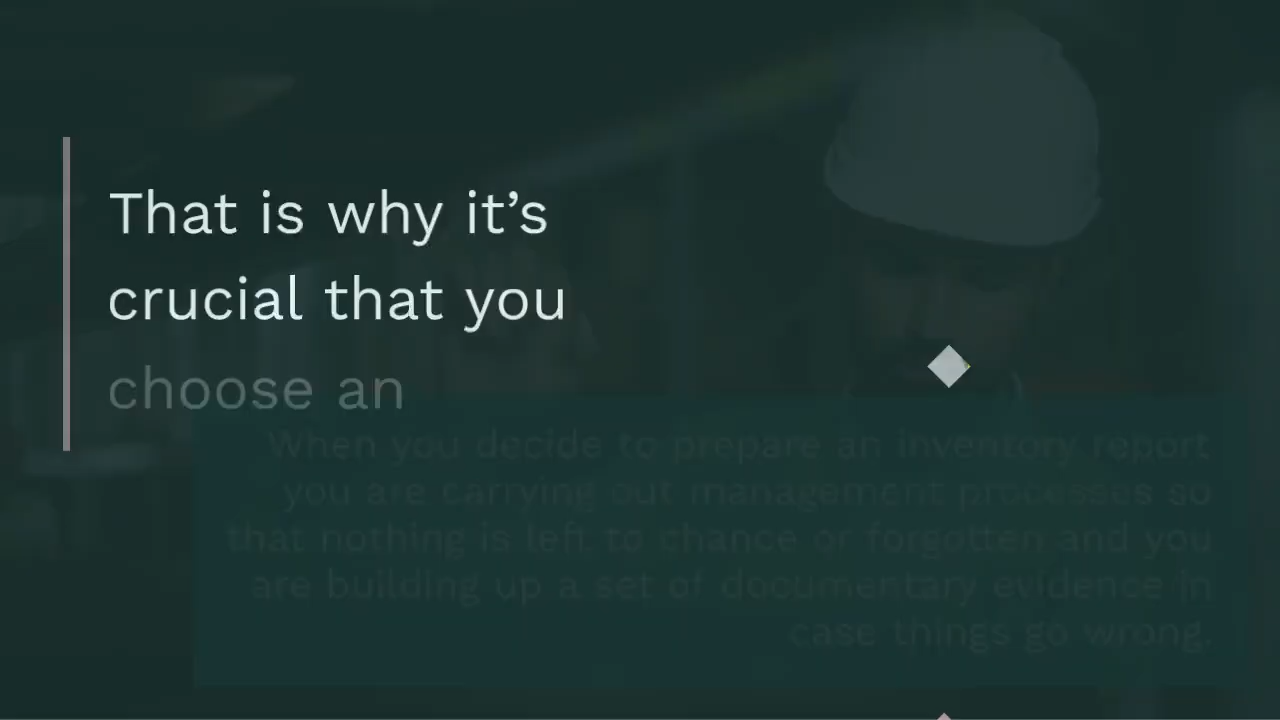 That is why it’s
crucial that you
choose an
When you decide to prepare an inventory report
you are carrying out management processes so
that nothing is left to chance or forgotten and you
are building up a set of documentary evidence in
case things go wrong.